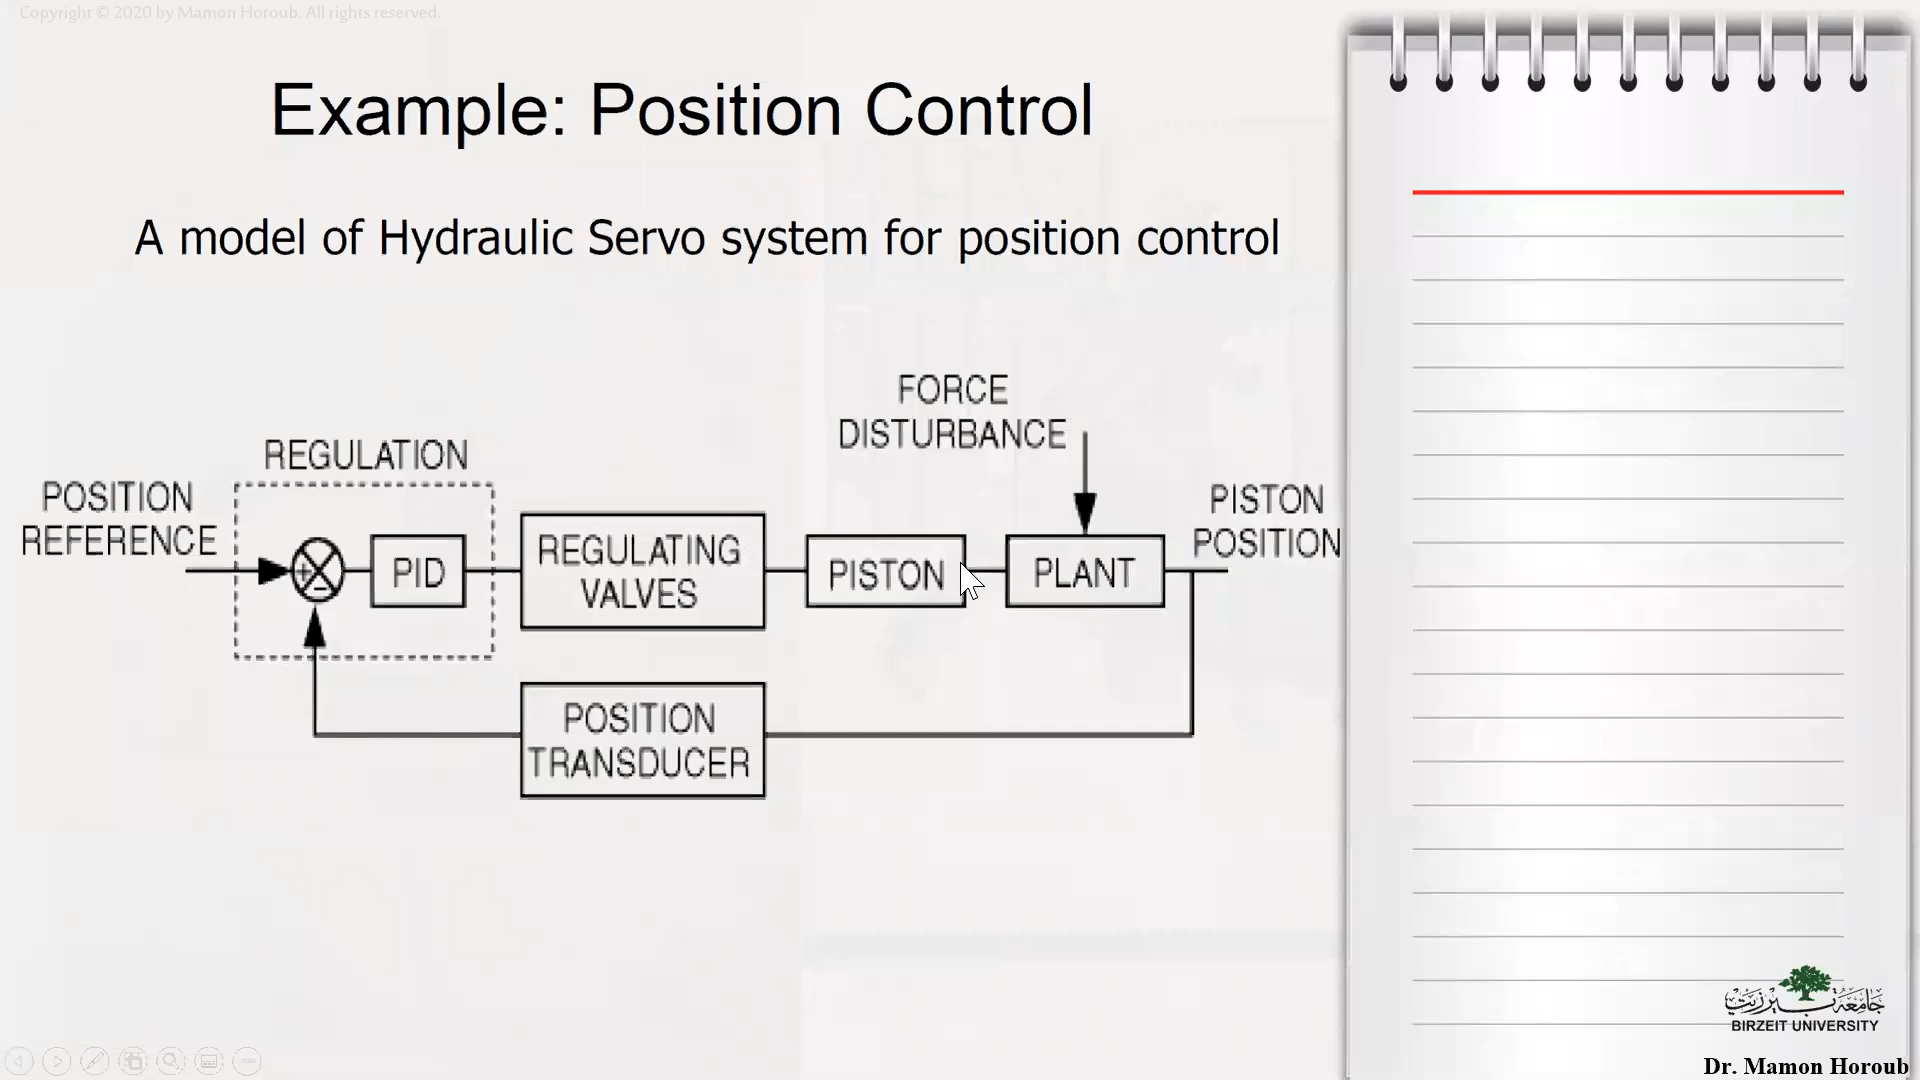 Copyright © 2020 by Mamon Horoub. All rights reserved.
Example: Position Control
A model of Hydraulic Servo system for position control
FORCE
DISTURBANCE
REGULATION
POSITION
REFERENCE
PISTON
POSITION
+
-
PID
REGULATING
VALVES
PISTON
PLANT
POSITION
TRANSDUCER
جامعة بيرزيت
BIRZEIT UNIVERSITY
Dr. Mamon Horoub